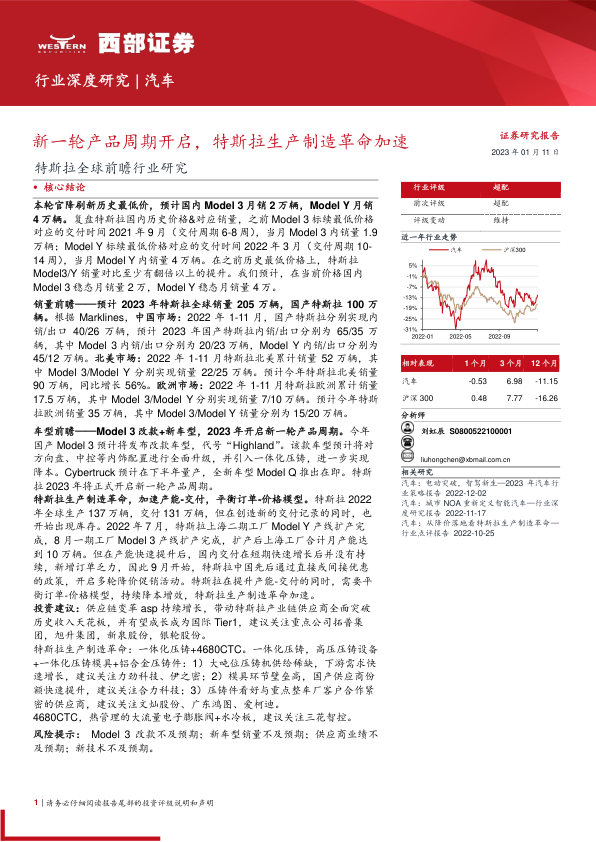 WESTERN
SECURITIES
西部证券
行业深度研究 | 汽车
新一轮产品周期开启，特斯拉生产制造革命加速
特斯拉全球前瞻行业研究
证券研究报告
2023 年 01 月 11 日
• 核心结论
本轮官降刷新历史最低价，预计国内 Model 3 月销 2 万辆，Model Y 月销
4 万辆。复盘特斯拉国内历史价格&对应销量，之前 Model 3 标续最低价格
对应的交付时间 2021 年 9 月（交付周期 6-8 周），当月 Model 3 内销量 1.9
万辆；Model Y 标续最低价格对应的交付时间 2022 年 3 月（交付周期 10-
14 周），当月 Model Y 内销量 4 万辆。在之前历史最低价格上，特斯拉
Model3/Y 销量对比至少有翻倍以上的提升。我们预计，在当前价格国内
Model 3 稳态月销量 2 万，Model Y 稳态月销量 4 万。
销量前瞻——预计 2023 年特斯拉全球销量 205 万辆，国产特斯拉 100 万
辆。根据 Marklines，中国市场：2022 年 1-11 月，国产特斯拉分别实现内
销/出口 40/26 万辆，预计 2023 年国产特斯拉内销/出口分别为 65/35 万
辆，其中 Model 3 内销/出口分别为 20/23 万辆，Model Y 内销/出口分别为
45/12 万辆。北美市场：2022 年 1-11 月特斯拉北美累计销量 52 万辆，其
中 Model 3/Model Y 分别实现销量 22/25 万辆。预计今年特斯拉北美销量
90 万辆，同比增长 56%。欧洲市场：2022 年 1-11 月特斯拉欧洲累计销量
17.5 万辆，其中 Model 3/Model Y 分别实现销量 7/10 万辆。预计今年特斯
拉欧洲销量 35 万辆，其中 Model 3/Model Y 销量分别为 15/20 万辆。
车型前瞻——Model 3 改款+新车型，2023 年开启新一轮产品周期。今年
国产 Model 3 预计将发布改款车型，代号“Highland”。该款车型预计将对
方向盘、中控等内饰配置进行全面升级，并引入一体化压铸，进一步实现
降本。Cybertruck 预计在下半年量产，全新车型 Model Q 推出在即。特斯
拉 2023 年将正式开启新一轮产品周期。
特斯拉生产制造革命，加速产能-交付，平衡订单-价格模型。特斯拉 2022
年全球生产 137 万辆，交付 131 万辆，但在创造新的交付记录的同时，也
开始出现库存。2022 年 7 月，特斯拉上海二期工厂 Model Y 产线扩产完
成，8 月一期工厂 Model 3 产线扩产完成，扩产后上海工厂合计月产能达
到 10 万辆。但在产能快速提升后，国内交付在短期快速增长后并没有持
续，新增订单乏力，因此 9 月开始，特斯拉中国先后通过直接或间接优惠
的政策，开启多轮降价促销活动。特斯拉在提升产能-交付的同时，需要平
衡订单-价格模型，持续降本增效，特斯拉生产制造革命加速。
投资建议：供应链变革 asp 持续增长，带动特斯拉产业链供应商全面突破
历史收入天花板，并有望成长成为国际 Tier1，建议关注重点公司拓普集
团，旭升集团，新泉股份，银轮股份。
特斯拉生产制造革命：一体化压铸+4680CTC。一体化压铸，高压压铸设备
+一体化压铸模具+铝合金压铸件：1）大吨位压铸机供给稀缺，下游需求快
速增长，建议关注力劲科技、伊之密；2）模具环节壁垒高，国产供应商份
额快速提升，建议关注合力科技；3）压铸件看好与重点整车厂客户合作紧
密的供应商，建议关注文灿股份、广东鸿图、爱柯迪。
4680CTC，热管理的大流量电子膨胀阀+水冷板，建议关注三花智控。
风险提示： Model 3 改款不及预期；新车型销量不及预期；供应商业绩不
及预期；新技术不及预期。
行业评级 超配
前次评级 超配
评级变动 维持
近一年行业走势
汽车 沪深300
5%
-1%
-7%
-13%
-19%
-25%
-31%
2022-01 2022-05 2022-09
相对表现 1 个月 3 个月 12 个月
汽车 -0.53 6.98 -11.15
沪深 300 0.48 7.77 -16.26
分析师
刘虹辰 S0800522100001
liuhongchen@xbmail.com.cn
相关研究
汽车：电动突破，智驾新生—2023 年汽车行
业策略报告 2022-12-02
汽车：城市 NOA 重新定义智能汽车—行业深
度研究报告 2022-11-17
汽车：从降价落地看特斯拉生产制造革命—
行业点评报告 2022-10-25
1 | 请务必仔细阅读报告尾部的投资评级说明和声明